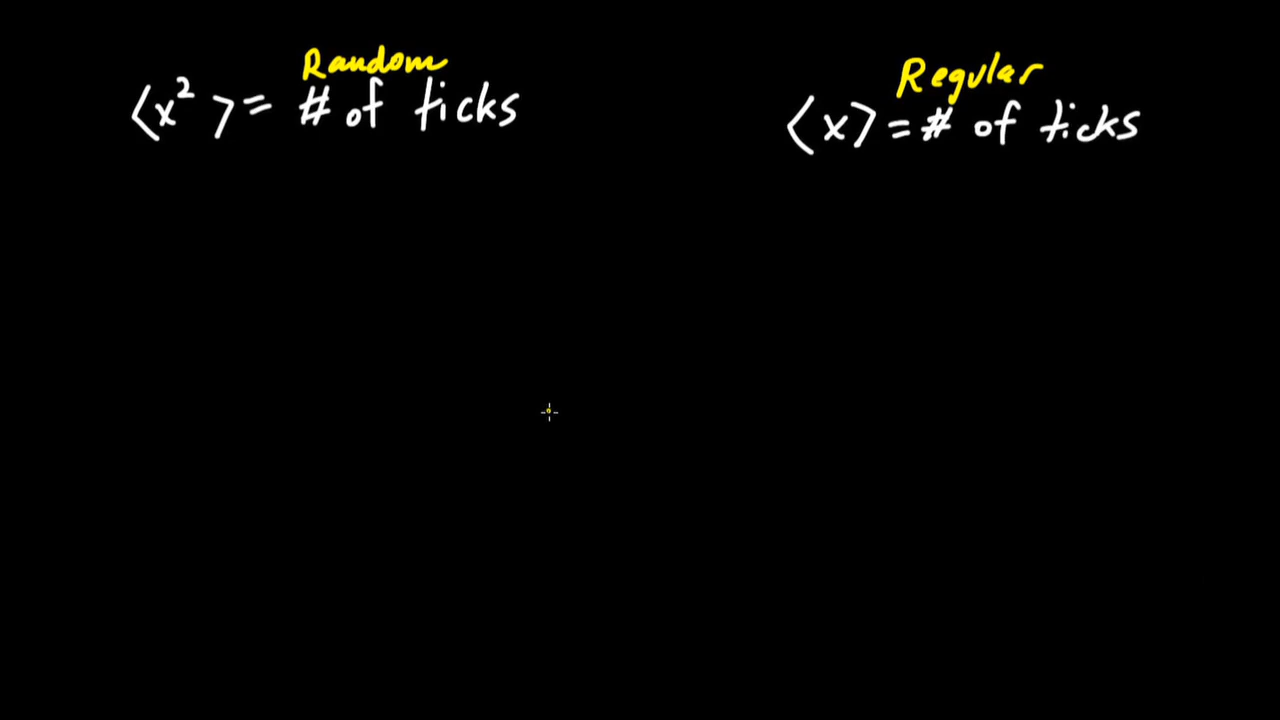 Random
⟨x²⟩ = # of ticks
Regular
⟨x⟩ = # of ticks